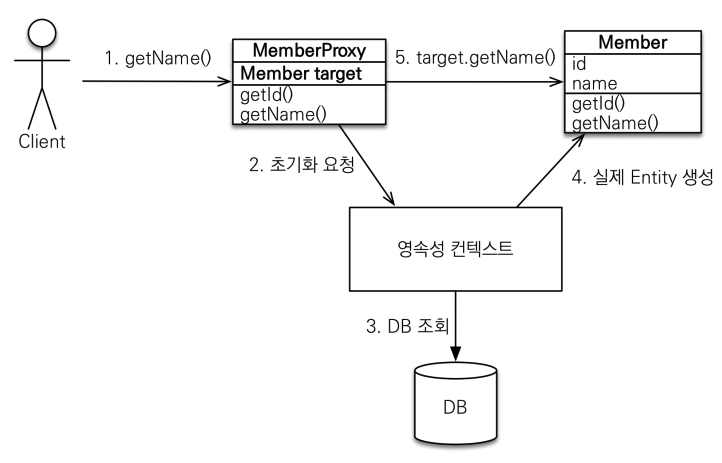 1. getName()
MemberProxy
Member target
getId()
getName()
5. target.getName()
Member
id
name
getId()
getName()
Client
2. 초기화 요청
4. 실제 Entity 생성
영속성 컨텍스트
3. DB 조회
DB